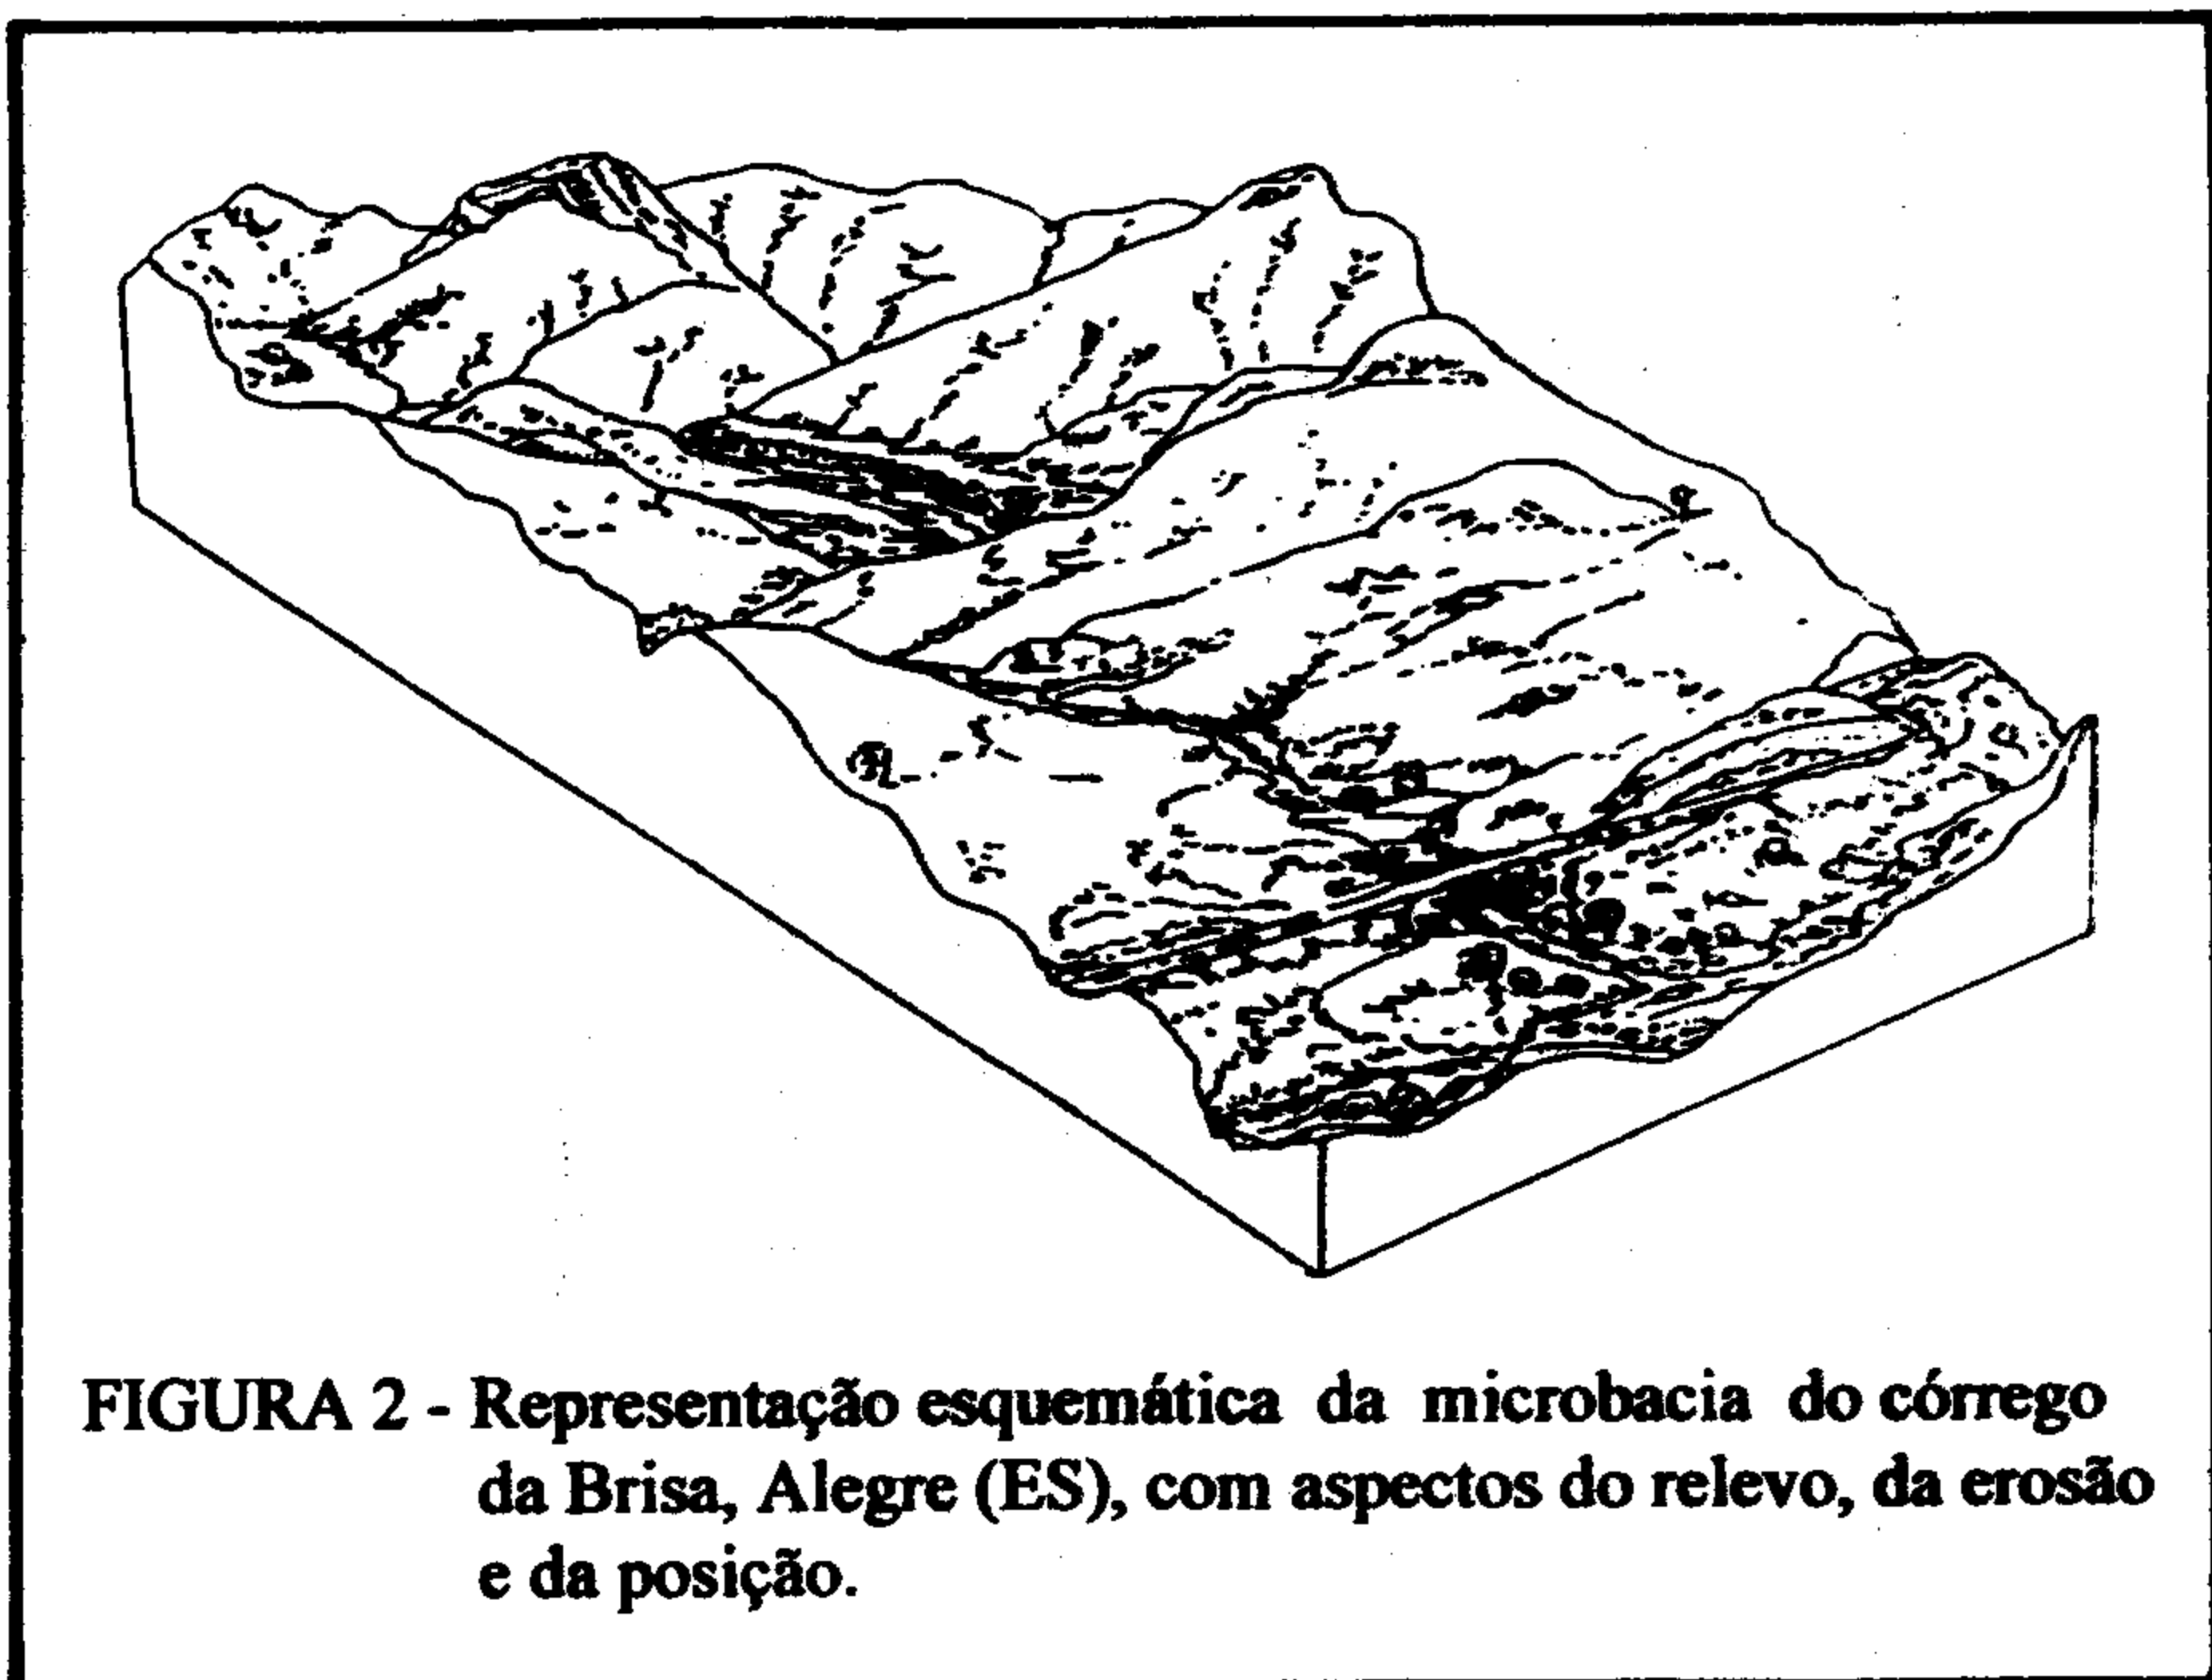 FIGURA 2 - Representação esquemática da microbacia do córrego
da Brisa, Alegre (ES), com aspectos do relevo, da erosão
e da posição.